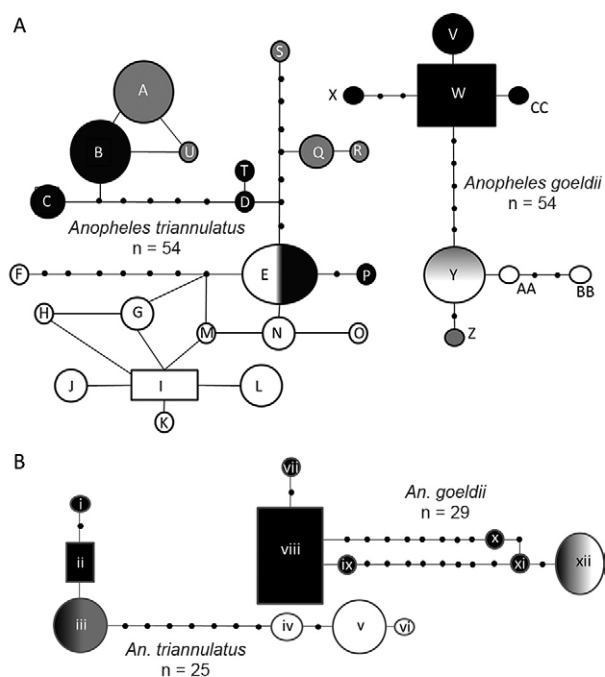 A
V
S
A
X
W
CC
B
U
Q
R
T
C
D
Anopheles triannulatus
n = 54
Anopheles goeldii
n = 54
F
E
P
Y
AA
BB
H
G
M
N
O
Z
J
I
L
K
B
vii
i
An. goeldii
n = 29
viii
x
ii
ix
xi
xii
iii
iv
v
vi
An. triannulatus
n = 25